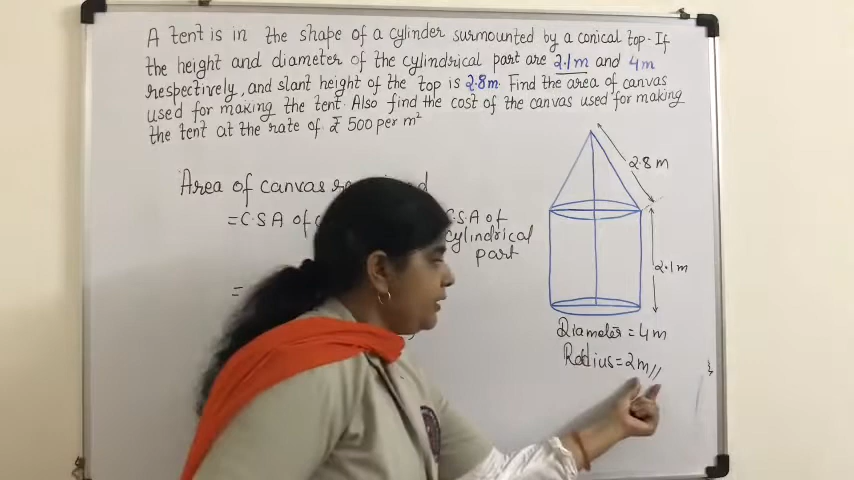 A tent is in the shape of a cylinder surmounted by a conical top. If
the height and diameter of the cylindrical part are 2.1m and 4m
respectively, and slant height of the top is 2.8m. Find the area of canvas
used for making the tent. Also find the cost of the canvas used for making
the tent at the rate of ₹ 500 per m²
Area of canvas
= C.S.A of
C.S.A of
cylindrical
part
=
2.8m
2.1m
Diameter = 4m
Radius = 2m//